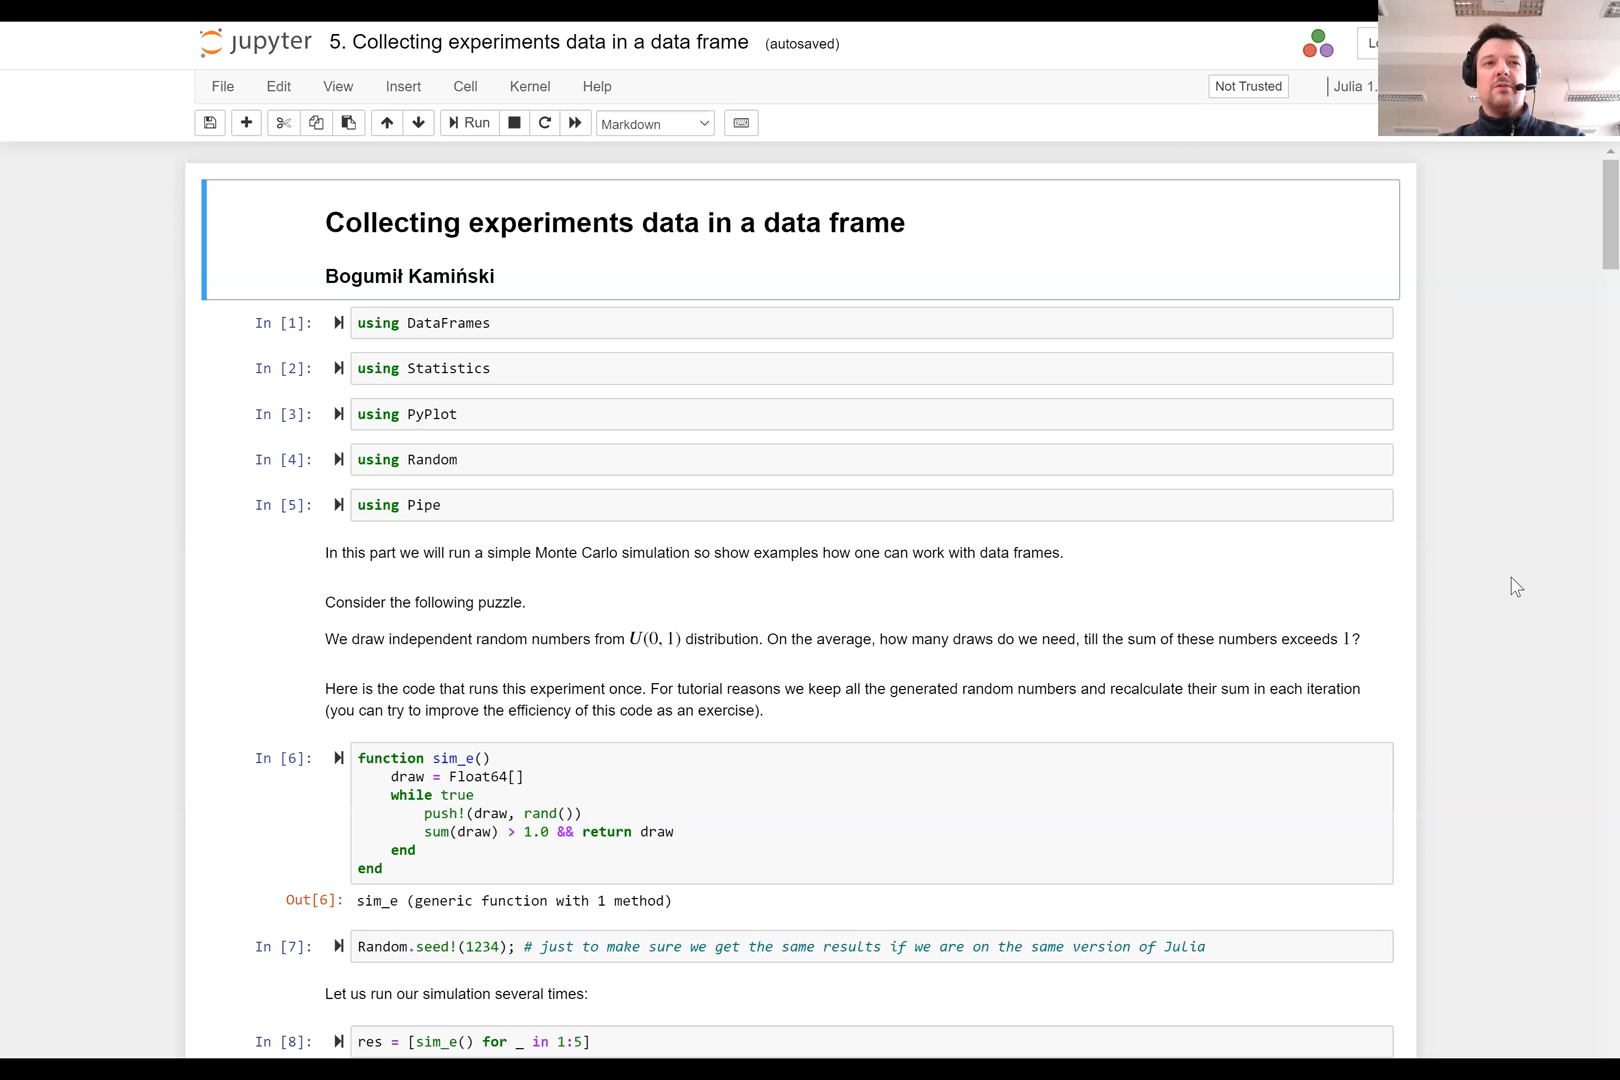 jupyter 5. Collecting experiments data in a data frame (autosaved)
File Edit View Insert Cell Kernel Help Not Trusted Julia 1.
Run Markdown
Collecting experiments data in a data frame
Bogumił Kamiński
In [1]: using DataFrames
In [2]: using Statistics
In [3]: using PyPlot
In [4]: using Random
In [5]: using Pipe
In this part we will run a simple Monte Carlo simulation so show examples how one can work with data frames.
Consider the following puzzle.
We draw independent random numbers from U(0, 1) distribution. On the average, how many draws do we need, till the sum of these numbers exceeds 1?
Here is the code that runs this experiment once. For tutorial reasons we keep all the generated random numbers and recalculate their sum in each iteration
(you can try to improve the efficiency of this code as an exercise).
In [6]: function sim_e()
draw = Float64[]
while true
push!(draw, rand())
sum(draw) > 1.0 && return draw
end
end
Out[6]: sim_e (generic function with 1 method)
In [7]: Random.seed!(1234); # just to make sure we get the same results if we are on the same version of Julia
Let us run our simulation several times:
In [8]: res = [sim_e() for _ in 1:5]